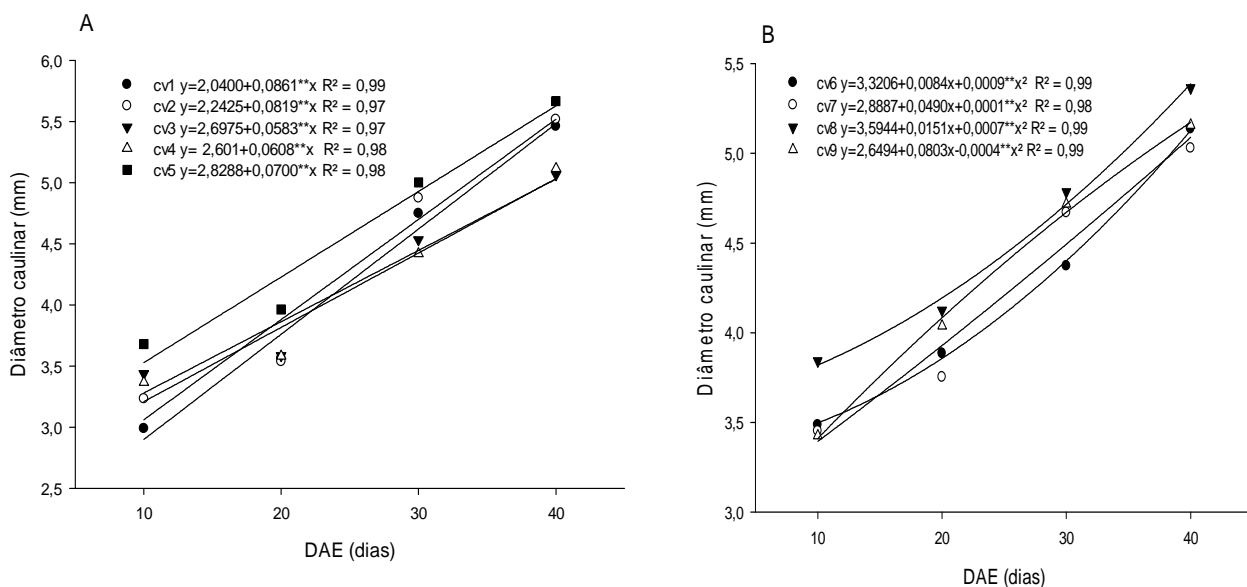 A
6,0
5,5
5,0
4,5
4,0
3,5
3,0
2,5
Diâmetro caulinar (mm)
cv1 y=2,0400+0,0861**x R² = 0,99
cv2 y=2,2425+0,0819**x R² = 0,97
cv3 y=2,6975+0,0583**x R² = 0,97
cv4 y= 2,601+0,0608**x R² = 0,98
cv5 y=2,8288+0,0700**x R² = 0,98
10 20 30 40
DAE (dias)
B
5,5
5,0
4,5
4,0
3,5
3,0
Diâmetro caulinar (mm)
cv6 y=3,3206+0,0084x+0,0009**x² R² = 0,99
cv7 y=2,8887+0,0490x+0,0001**x² R² = 0,98
cv8 y=3,5944+0,0151x+0,0007**x² R² = 0,99
cv9 y=2,6494+0,0803x-0,0004**x² R² = 0,99
10 20 30 40
DAE (dias)